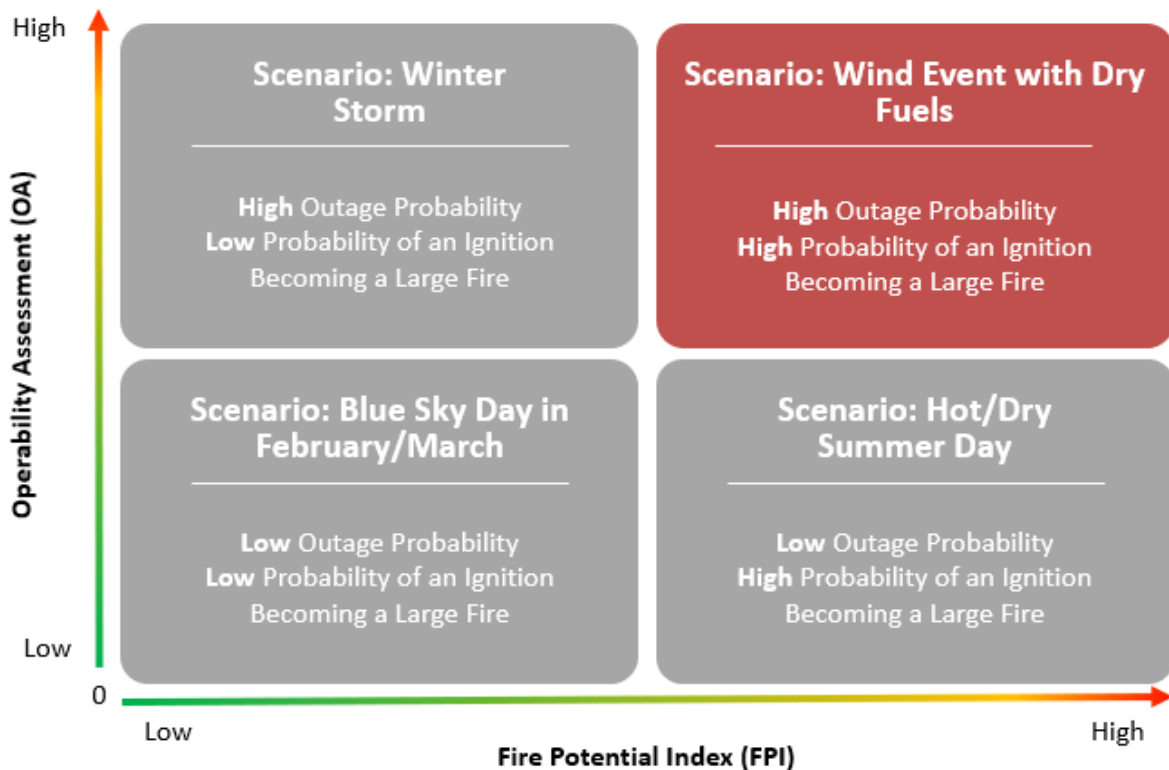 High
Operability Assessment (OA)
Scenario: Winter
Storm
High Outage Probability
Low Probability of an Ignition
Becoming a Large Fire
Scenario: Wind Event with Dry
Fuels
High Outage Probability
High Probability of an Ignition
Becoming a Large Fire
Scenario: Blue Sky Day in
February/March
Low Outage Probability
Low Probability of an Ignition
Becoming a Large Fire
Scenario: Hot/Dry
Summer Day
Low Outage Probability
High Probability of an Ignition
Becoming a Large Fire
Low
0
Low
High
Fire Potential Index (FPI)